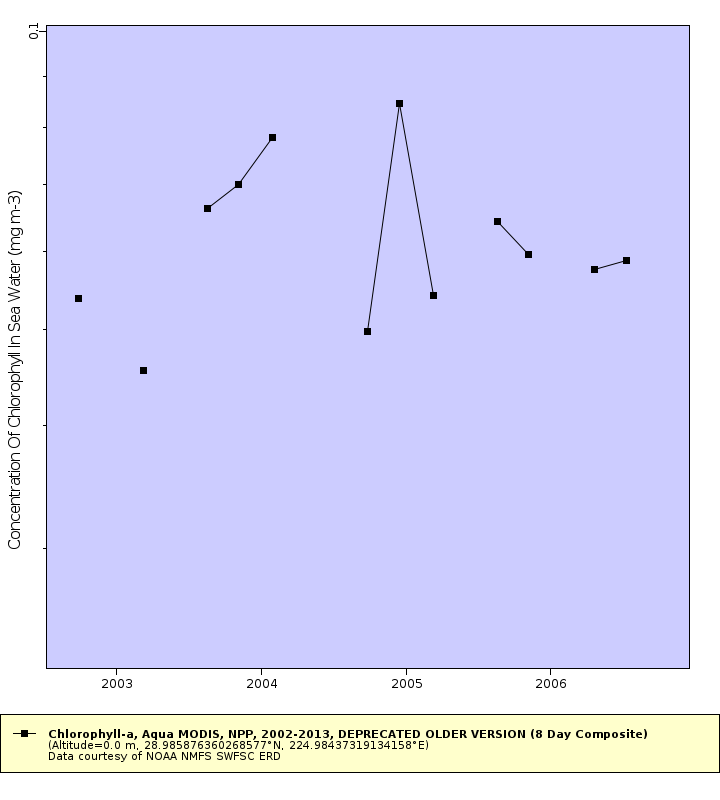 0.1
Concentration Of Chlorophyll In Sea Water (mg m-3)
2003 2004 2005 2006
Chlorophyll-a, Aqua MODIS, NPP, 2002-2013, DEPRECATED OLDER VERSION (8 Day Composite)
(Altitude=0.0 m, 28.985876360268577°N, 224.98437319134158°E)
Data courtesy of NOAA NMFS SWFSC ERD